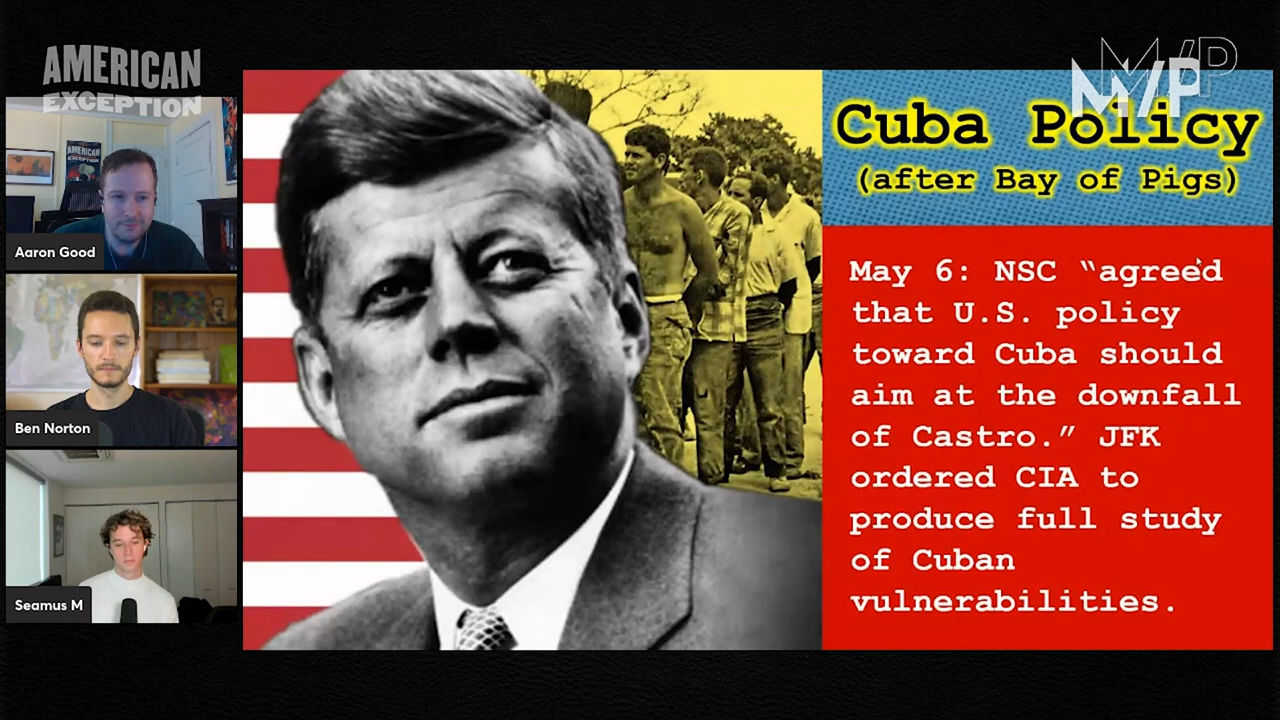 AMERICAN
EXCEPTION
M/P
M/P
AMERICAN
Aaron Good
Ben Norton
Seamus M
Cuba Policy
(after Bay of Pigs)
May 6: NSC “agreed
that U.S. policy
toward Cuba should
aim at the downfall
of Castro.” JFK
ordered CIA to
produce full study
of Cuban
vulnerabilities.